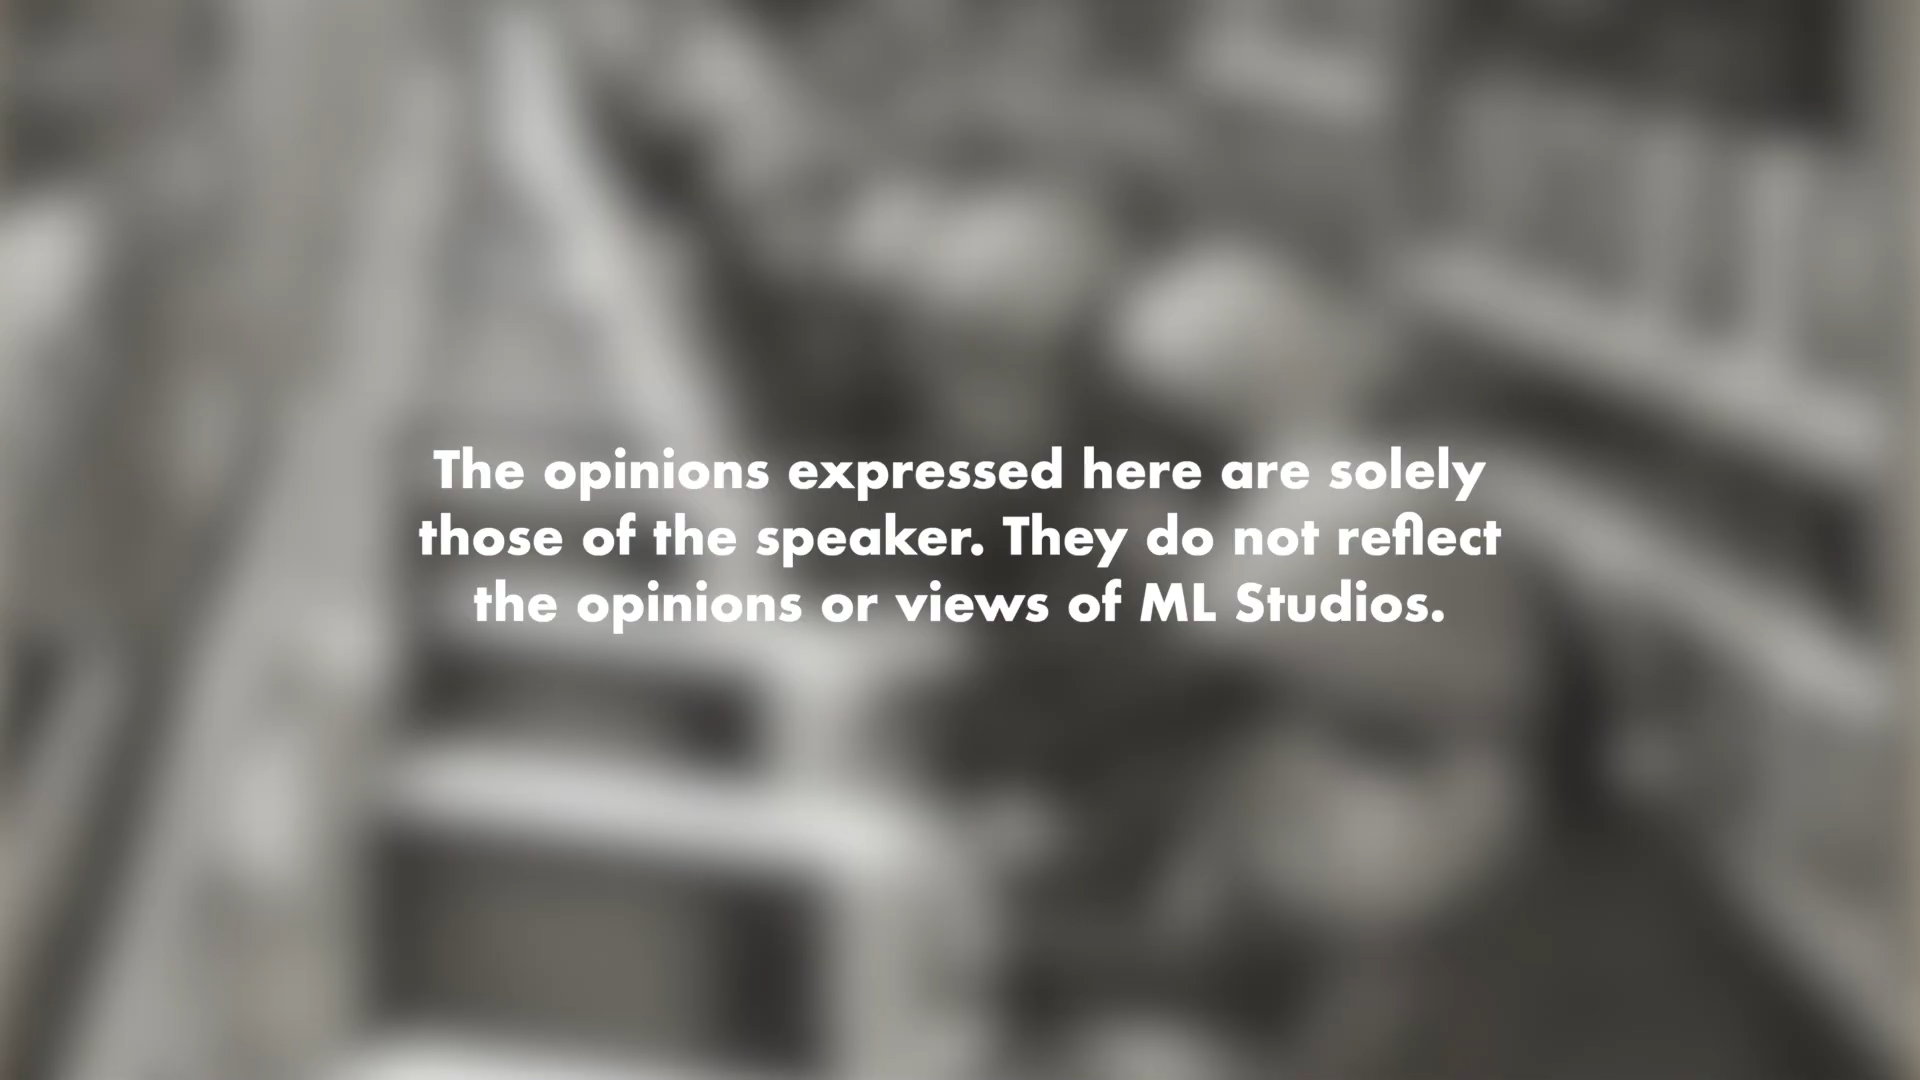 The opinions expressed here are solely
those of the speaker. They do not reflect
the opinions or views of ML Studios.